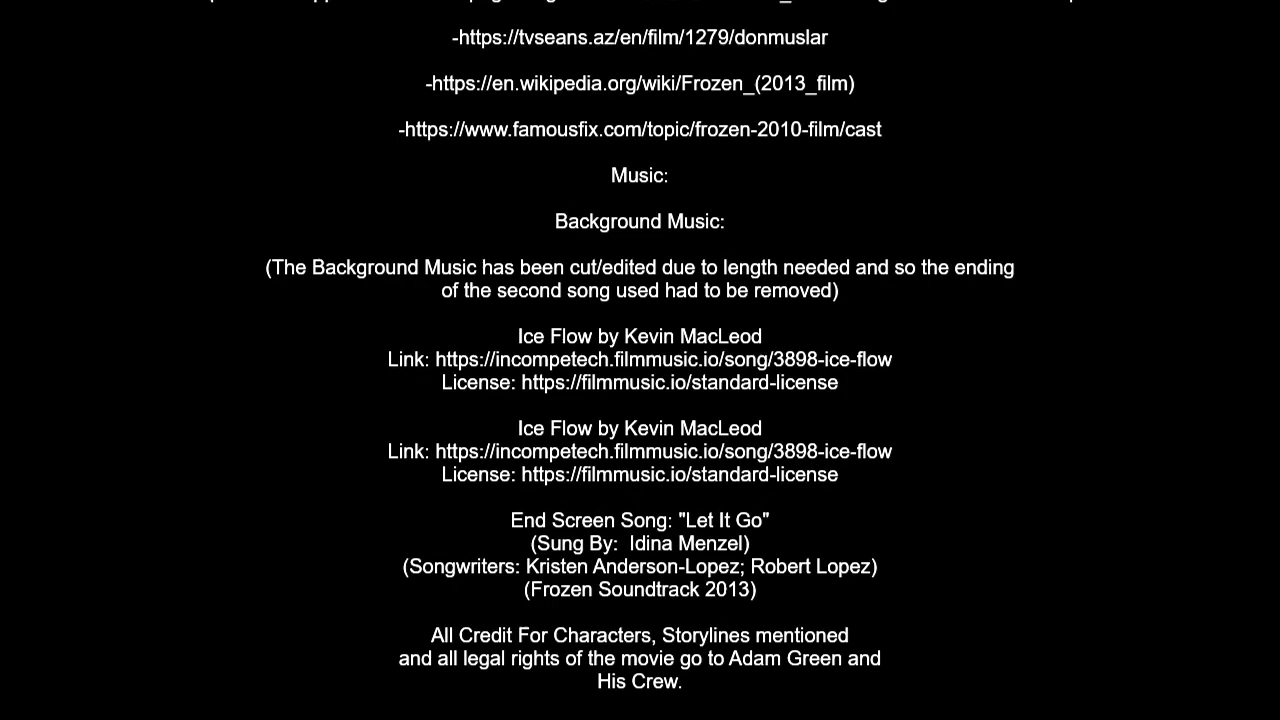 -https://tvseans.az/en/film/1279/donmuslar
-https://en.wikipedia.org/wiki/Frozen_(2013_film)
-https://www.famousfix.com/topic/frozen-2010-film/cast
Music:
Background Music:
(The Background Music has been cut/edited due to length needed and so the ending
of the second song used had to be removed)
Ice Flow by Kevin MacLeod
Link: https://incompetech.filmmusic.io/song/3898-ice-flow
License: https://filmmusic.io/standard-license
Ice Flow by Kevin MacLeod
Link: https://incompetech.filmmusic.io/song/3898-ice-flow
License: https://filmmusic.io/standard-license
End Screen Song: "Let It Go"
(Sung By:  Idina Menzel)
(Songwriters: Kristen Anderson-Lopez; Robert Lopez)
(Frozen Soundtrack 2013)
All Credit For Characters, Storylines mentioned
and all legal rights of the movie go to Adam Green and
His Crew.